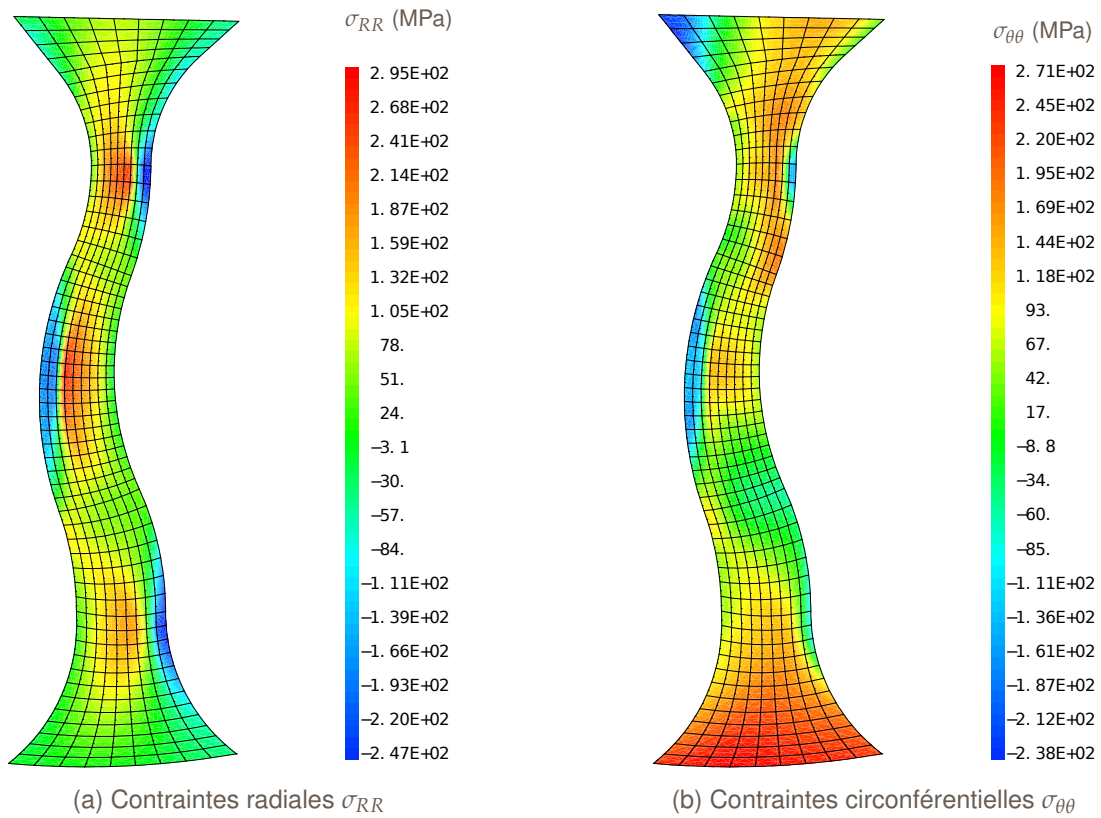 σRR (MPa)
2.95E+02
2.68E+02
2.41E+02
2.14E+02
1.87E+02
1.59E+02
1.32E+02
1.05E+02
78.
51.
24.
−3.1
−30.
−57.
−84.
−1.11E+02
−1.39E+02
−1.66E+02
−1.93E+02
−2.20E+02
−2.47E+02
(a) Contraintes radiales σRR
σθθ (MPa)
2.71E+02
2.45E+02
2.20E+02
1.95E+02
1.69E+02
1.44E+02
1.18E+02
93.
67.
42.
17.
−8.8
−34.
−60.
−85.
−1.11E+02
−1.36E+02
−1.61E+02
−1.87E+02
−2.12E+02
−2.38E+02
(b) Contraintes circonférentielles σθθ